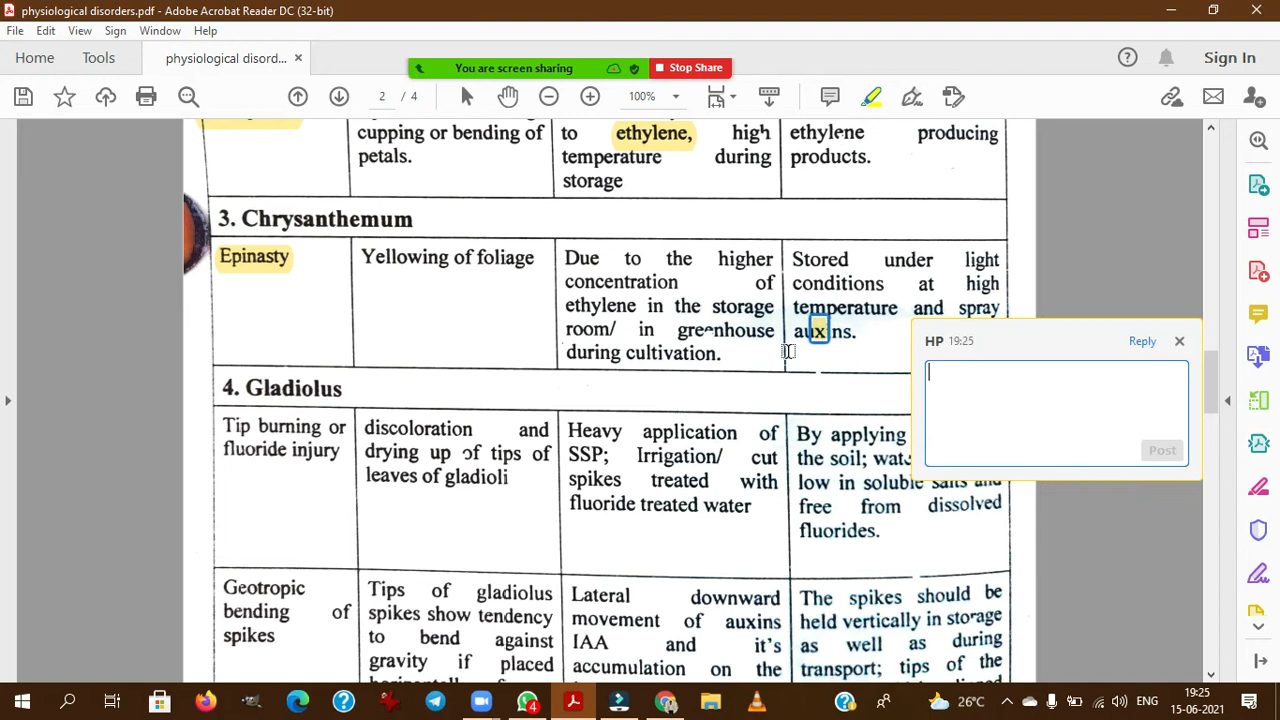 physiological disorders.pdf - Adobe Acrobat Reader DC (32-bit)
File Edit View Sign Window Help
Home Tools physiological disord... × Sign In
You are screen sharing Stop Share
2 / 4 100%
cupping or bending of
petals.
to ethylene, high
temperature during
storage
ethylene producing
products.
3. Chrysanthemum
Epinasty
Yellowing of foliage
Due to the higher
concentration of
ethylene in the storage
room/ in greenhouse
during cultivation.
Stored under light
conditions at high
temperature and spray
auxins.
HP 19:25 Reply
Post
4. Gladiolus
Tip burning or
fluoride injury
discoloration and
drying up of tips of
leaves of gladioli
Heavy application of
SSP; Irrigation/ cut
spikes treated with
fluoride treated water
By applying
the soil;
low in soluble salts and
free from dissolved
fluorides.
Geotropic
bending of
spikes
Tips of gladiolus
spikes show tendency
to bend against
gravity if placed
Lateral downward
movement of auxins
IAA and it's
accumulation on the
The spikes should be
held vertically in storage
as well as during
transport; tips of the
26°C ENG 19:25
15-06-2021